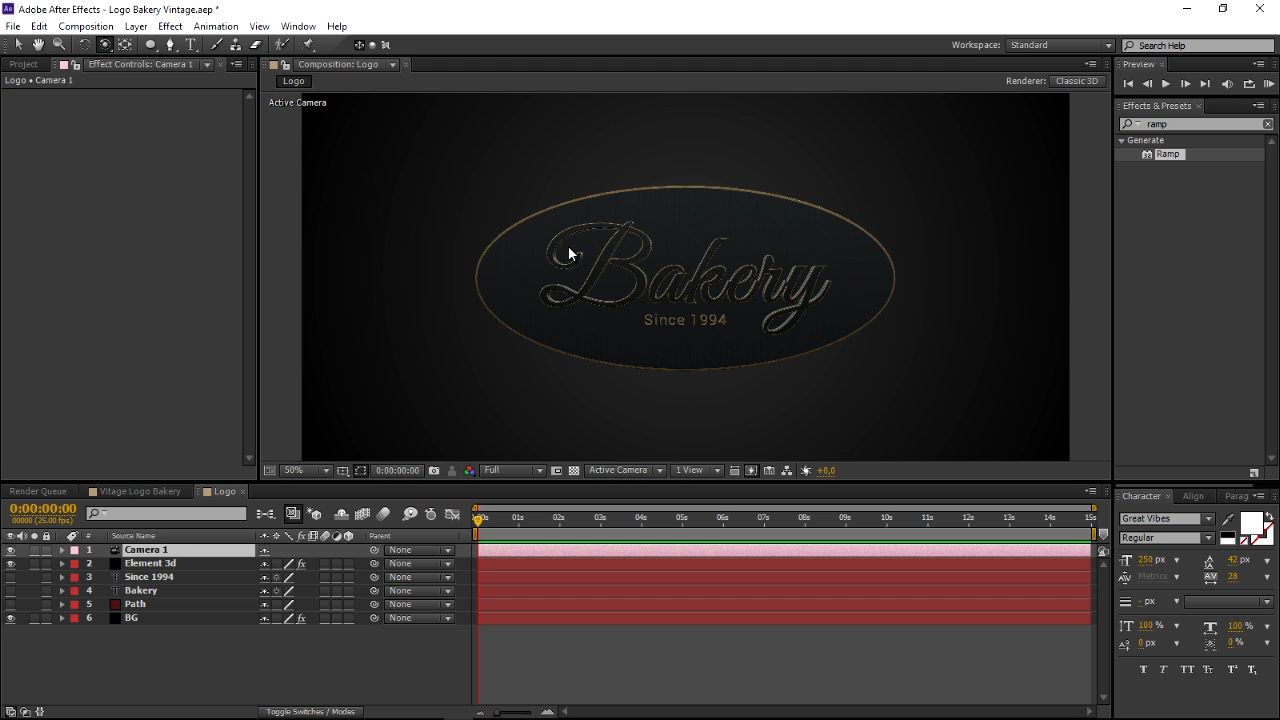 Adobe After Effects - Logo Bakery Vintage.aep *
File Edit Composition Layer Effect Animation View Window Help
Workspace: Standard Search Help
Project Effect Controls: Camera 1 Composition: Logo Preview
Logo • Camera 1
Logo Renderer: Classic 3D
Active Camera
Effects & Presets
ramp
Generate
Ramp
Bakery
Since 1994
50% 0:00:00:00 Full Active Camera 1 View +0,0
Render Queue Vitage Logo Bakery Logo
0:00:00:00
00000 (25.00 fps)
00s 01s 02s 03s 04s 05s 06s 07s 08s 09s 10s 11s 12s 13s 14s 15s
# Source Name Parent
1 Camera 1 None
2 Element 3d fx None
3 Since 1994 None
4 Bakery None
5 Path None
6 BG fx None
Toggle Switches / Modes
Character Align Parag
Great Vibes
Regular
250 px 42 px
Metrics 28
- px
100 % 100 %
0 px 0 %